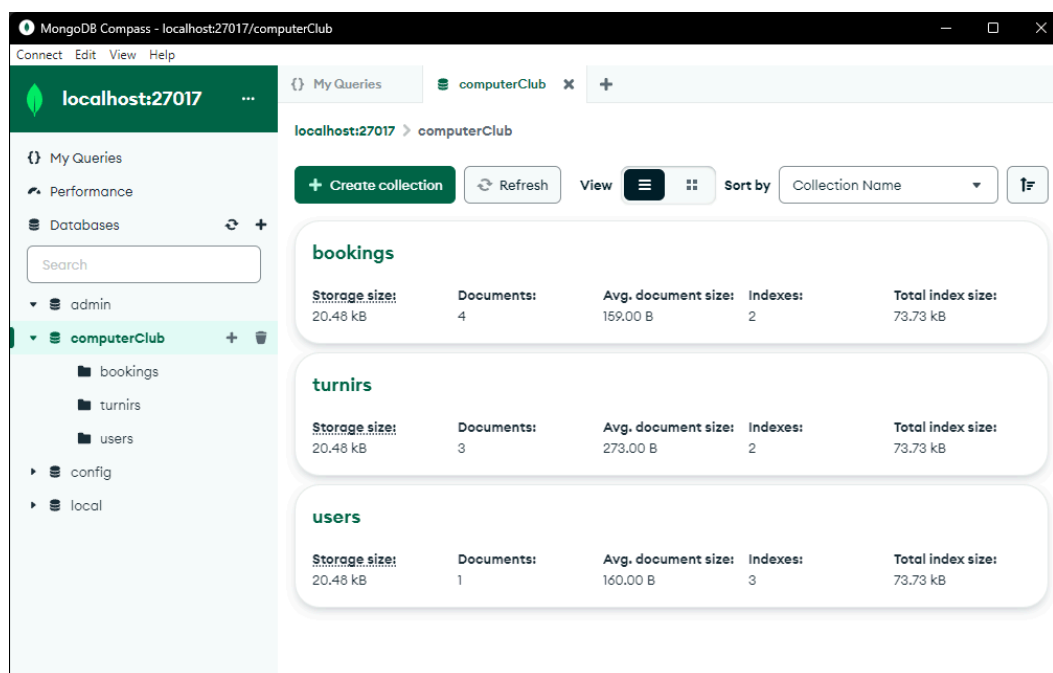 MongoDB Compass - localhost:27017/computerClub
Connect Edit View Help
localhost:27017 ...
{} My Queries
computerClub
localhost:27017 > computerClub
My Queries
Performance
Databases
Search
admin
computerClub
bookings
turnirs
users
config
local
+ Create collection Refresh View Sort by Collection Name
bookings
Storage size: Documents: Avg. document size: Indexes: Total index size:
20.48 kB 4 159.00 B 2 73.73 kB
turnirs
Storage size: Documents: Avg. document size: Indexes: Total index size:
20.48 kB 3 273.00 B 2 73.73 kB
users
Storage size: Documents: Avg. document size: Indexes: Total index size:
20.48 kB 1 160.00 B 3 73.73 kB